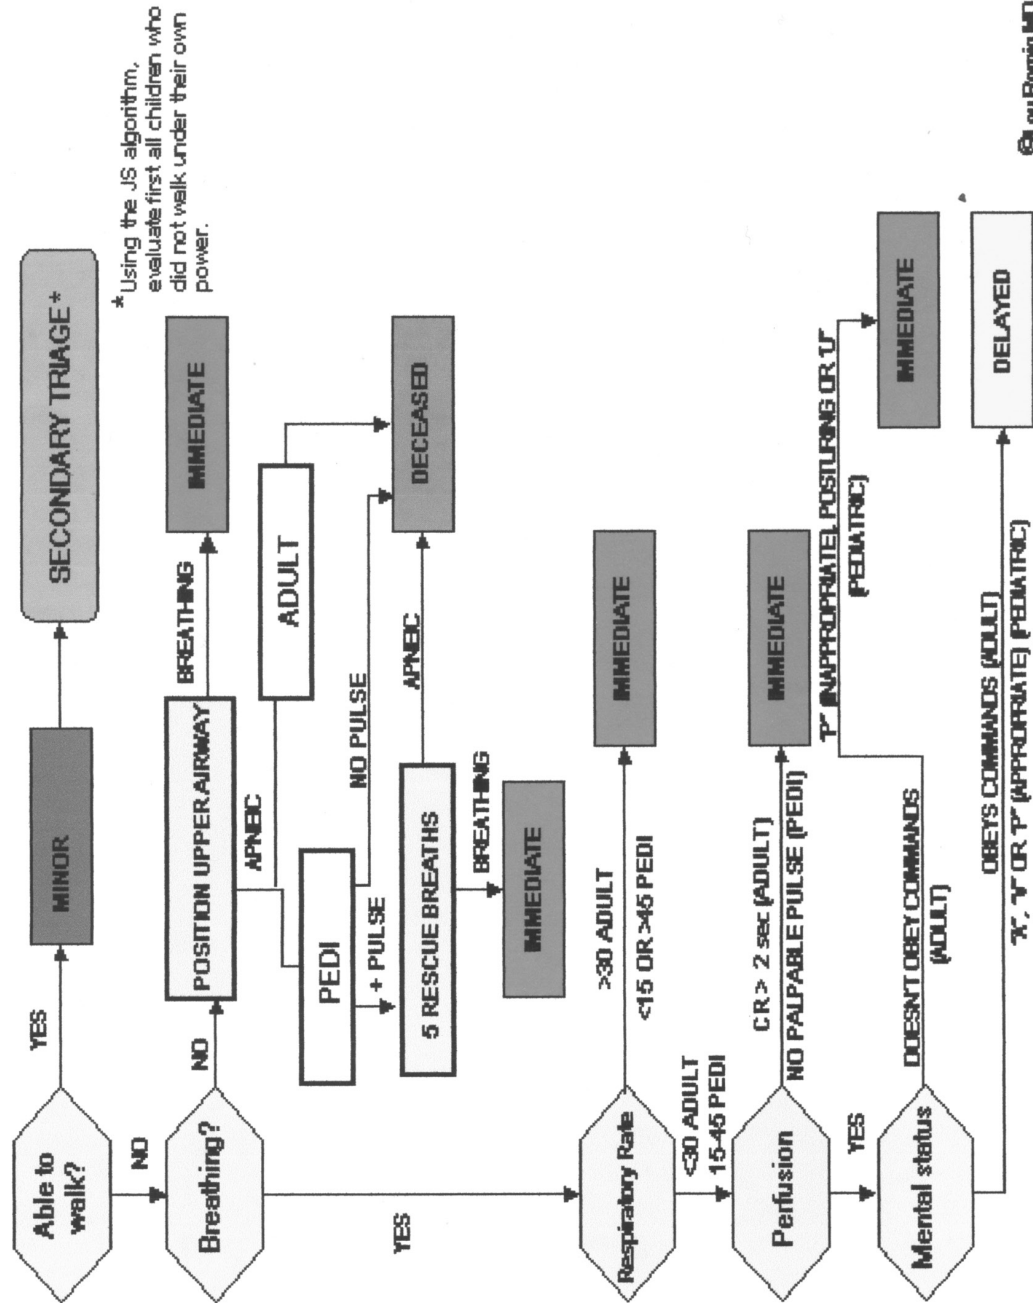 Able to
walk?
YES
MINOR
SECONDARY TRIAGE*
*Using the JS algorithm,
evaluate first all children who
did not walk under their own
power.
NO
Breathing?
NO
POSITION UPPER AIRWAY
BREATHING
IMMEDIATE
APNEIC
ADULT
PEDI
NO PULSE
+ PULSE
DECEASED
5 RESCUE BREATHS
APNEIC
BREATHING
IMMEDIATE
YES
Respiratory Rate
>30 ADULT
<15 OR >45 PEDI
IMMEDIATE
<30 ADULT
15-45 PEDI
Perfusion
CR > 2 sec (ADULT)
NO PALPABLE PULSE (PEDI)
IMMEDIATE
YES
Mental status
DOESN'T OBEY COMMANDS
(ADULT)
"P" (INAPPROPRIATE), POSTURING OR "U"
(PEDIATRIC)
IMMEDIATE
OBEYS COMMANDS (ADULT)
"A", "V" OR "P" (APPROPRIATE) (PEDIATRIC)
DELAYED
©Lou Romig MD